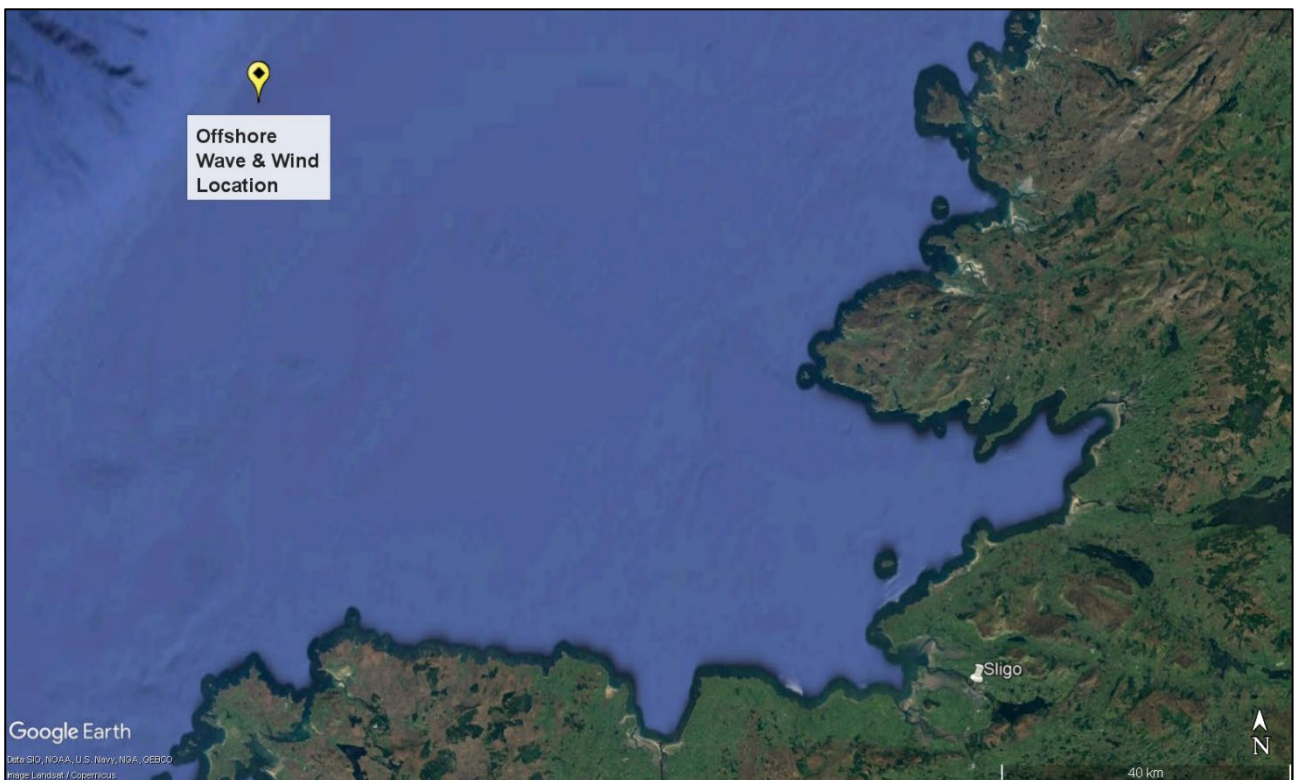 Offshore
Wave & Wind
Location
Sligo
Google Earth
Data SIO, NOAA, U.S. Navy, NGA, GEBCO
Image Landsat / Copernicus
N
40 km